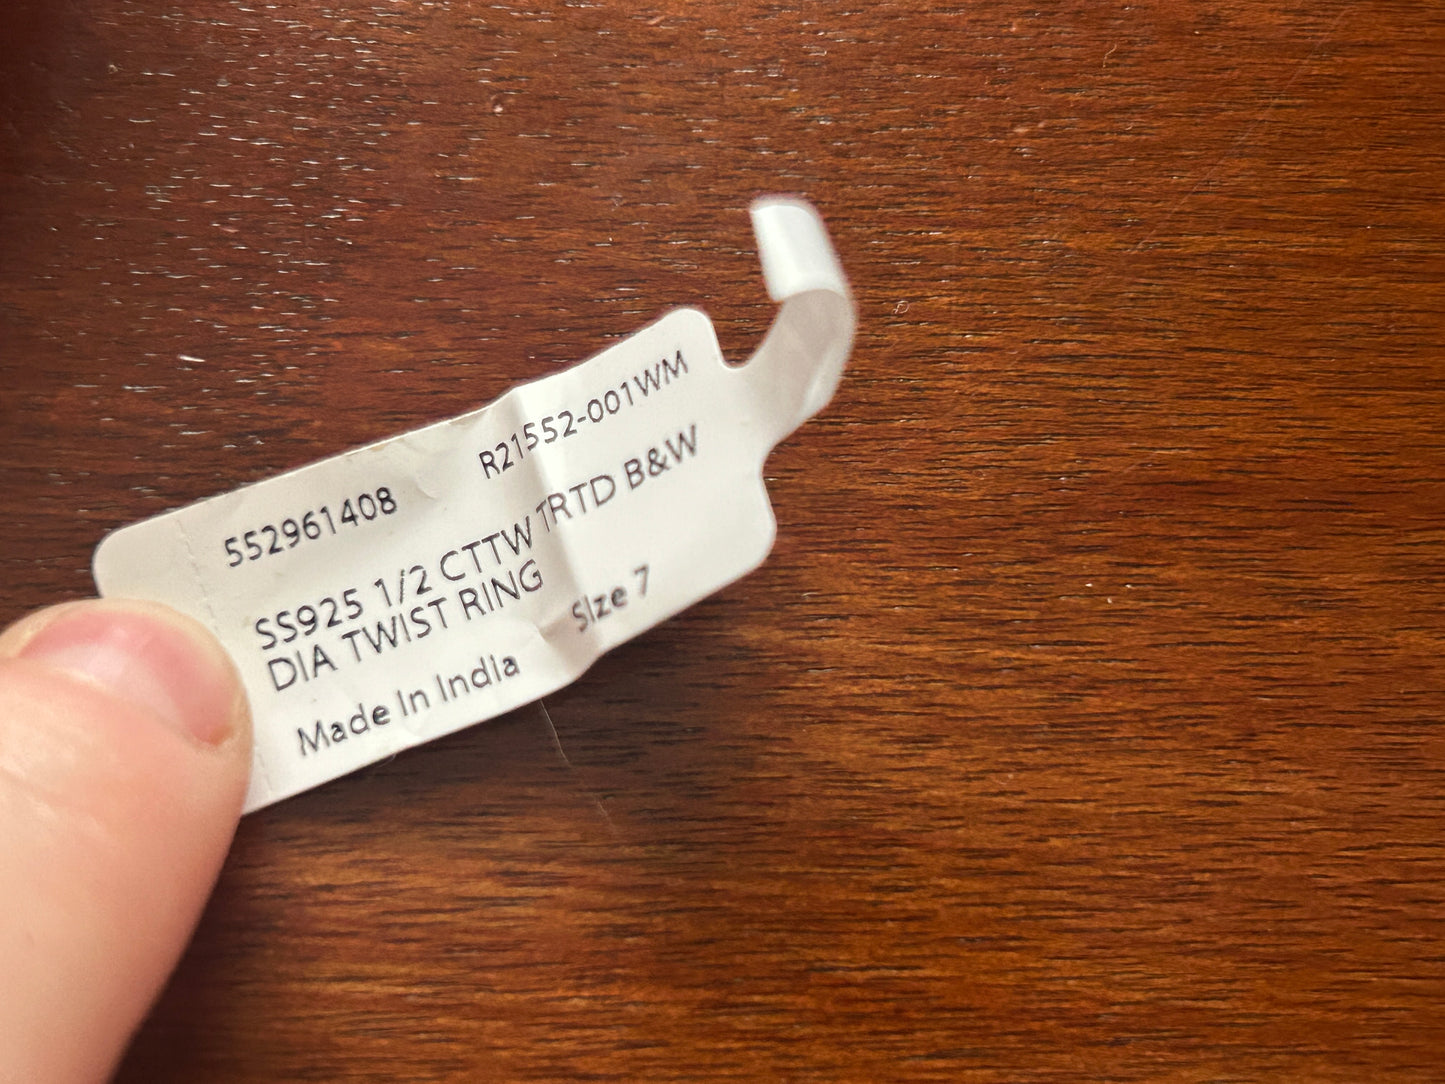 552961408 R21552-001WM
SS925 1/2 CTTW TRTD B&W
DIA TWIST RING
Made In India Size 7